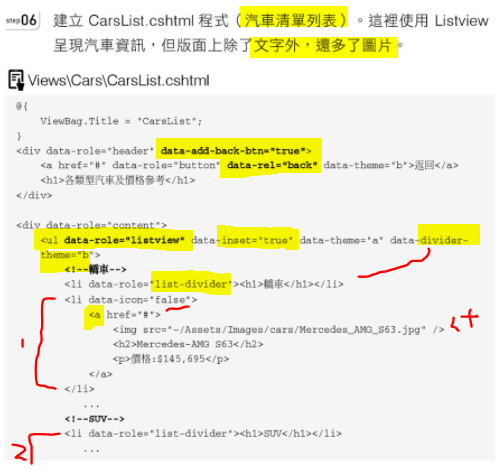 step 06 建立 CarsList.cshtml 程式（汽車清單列表）。這裡使用 Listview
呈現汽車資訊，但版面上除了文字外，還多了圖片。
Views\Cars\CarsList.cshtml
@{
ViewBag.Title = "CarsList";
}
<div data-role="header" data-add-back-btn="true">
<a href="#" data-role="button" data-rel="back" data-theme="b">返回</a>
<h1>各類型汽車及價格參考</h1>
</div>
<div data-role="content">
<ul data-role="listview" data-inset="true" data-theme="a" data-divider-
theme="b">
<!--轎車-->
<li data-role="list-divider"><h1>轎車</h1></li>
<li data-icon="false">
<a href="#">
<img src="~/Assets/Images/cars/Mercedes_AMG_S63.jpg" />
<h2>Mercedes-AMG S63</h2>
<p>價格:$145,695</p>
</a>
</li>
...
<!--SUV-->
<li data-role="list-divider"><h1>SUV</h1></li>
...
1
2